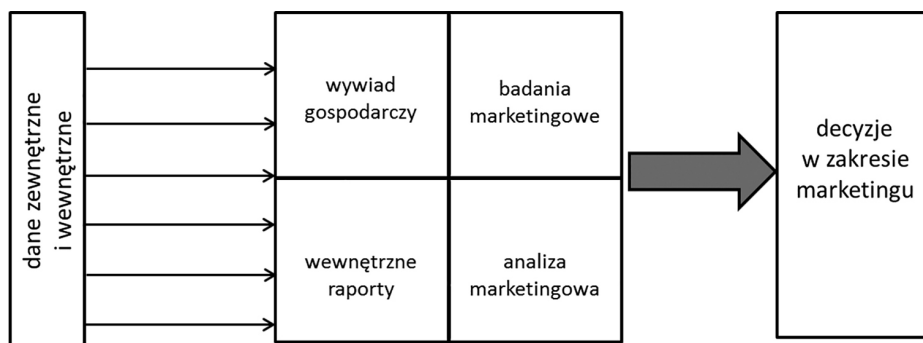 dane zewnętrzne
i wewnętrzne
wywiad
gospodarczy
badania
marketingowe
wewnętrzne
raporty
analiza
marketingowa
decyzje
w zakresie
marketingu